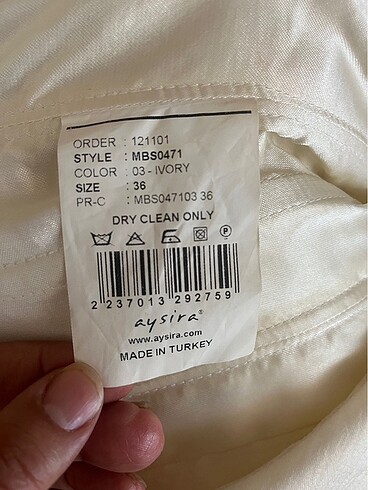 ORDER : 121101
STYLE : MBS0471
COLOR : 03 - IVORY
SIZE : 36
PR-C : MBS047103 36
DRY CLEAN ONLY
P
2 237013 292759
aysira®
www.aysira.com
MADE IN TURKEY